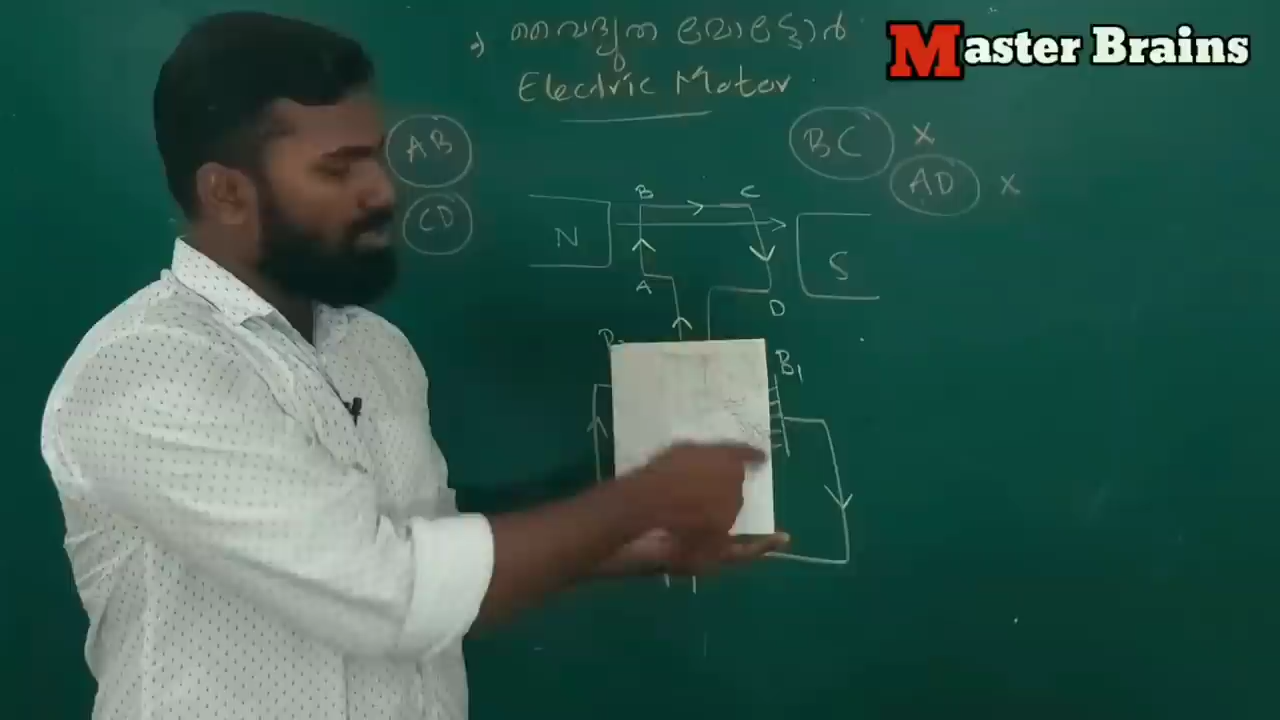 Master Brains
വൈദ്യുത മോട്ടോർ
Electric Motor
AB
BC X
AD X
CD
B C
N
S
A
D
B₁